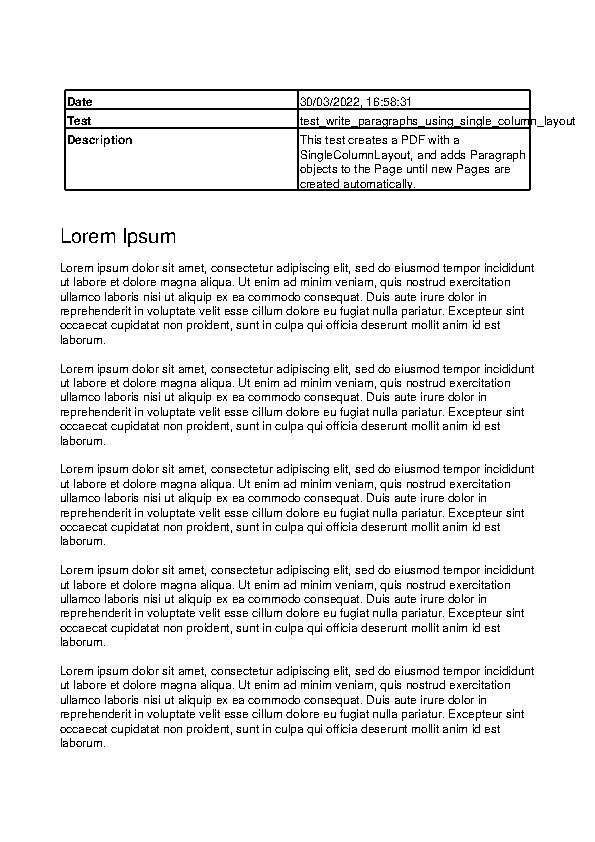 Date 30/03/2022, 16:58:31
Test test_write_paragraphs_using_single_column_layout
Description This test creates a PDF with a
SingleColumnLayout, and adds Paragraph
objects to the Page until new Pages are
created automatically.
Lorem Ipsum
Lorem ipsum dolor sit amet, consectetur adipiscing elit, sed do eiusmod tempor incididunt
ut labore et dolore magna aliqua. Ut enim ad minim veniam, quis nostrud exercitation
ullamco laboris nisi ut aliquip ex ea commodo consequat. Duis aute irure dolor in
reprehenderit in voluptate velit esse cillum dolore eu fugiat nulla pariatur. Excepteur sint
occaecat cupidatat non proident, sunt in culpa qui officia deserunt mollit anim id est
laborum.
Lorem ipsum dolor sit amet, consectetur adipiscing elit, sed do eiusmod tempor incididunt
ut labore et dolore magna aliqua. Ut enim ad minim veniam, quis nostrud exercitation
ullamco laboris nisi ut aliquip ex ea commodo consequat. Duis aute irure dolor in
reprehenderit in voluptate velit esse cillum dolore eu fugiat nulla pariatur. Excepteur sint
occaecat cupidatat non proident, sunt in culpa qui officia deserunt mollit anim id est
laborum.
Lorem ipsum dolor sit amet, consectetur adipiscing elit, sed do eiusmod tempor incididunt
ut labore et dolore magna aliqua. Ut enim ad minim veniam, quis nostrud exercitation
ullamco laboris nisi ut aliquip ex ea commodo consequat. Duis aute irure dolor in
reprehenderit in voluptate velit esse cillum dolore eu fugiat nulla pariatur. Excepteur sint
occaecat cupidatat non proident, sunt in culpa qui officia deserunt mollit anim id est
laborum.
Lorem ipsum dolor sit amet, consectetur adipiscing elit, sed do eiusmod tempor incididunt
ut labore et dolore magna aliqua. Ut enim ad minim veniam, quis nostrud exercitation
ullamco laboris nisi ut aliquip ex ea commodo consequat. Duis aute irure dolor in
reprehenderit in voluptate velit esse cillum dolore eu fugiat nulla pariatur. Excepteur sint
occaecat cupidatat non proident, sunt in culpa qui officia deserunt mollit anim id est
laborum.
Lorem ipsum dolor sit amet, consectetur adipiscing elit, sed do eiusmod tempor incididunt
ut labore et dolore magna aliqua. Ut enim ad minim veniam, quis nostrud exercitation
ullamco laboris nisi ut aliquip ex ea commodo consequat. Duis aute irure dolor in
reprehenderit in voluptate velit esse cillum dolore eu fugiat nulla pariatur. Excepteur sint
occaecat cupidatat non proident, sunt in culpa qui officia deserunt mollit anim id est
laborum.